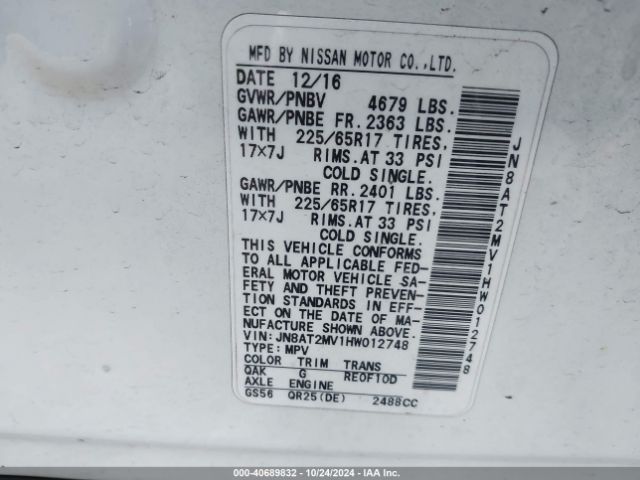 MFD BY NISSAN MOTOR CO.,LTD.
DATE 12/16
GVWR/PNBV 4679 LBS.
GAWR/PNBE FR. 2363 LBS.
WITH 225/65R17 TIRES,
17×7J RIMS.AT 33 PSI
COLD SINGLE.
GAWR/PNBE RR. 2401 LBS.
WITH 225/65R17 TIRES,
17×7J RIMS.AT 33 PSI
COLD SINGLE.
THIS VEHICLE CONFORMS
TO ALL APPLICABLE FED-
ERAL MOTOR VEHICLE SA-
FETY AND THEFT PREVEN-
TION STANDARDS IN EFF-
ECT ON THE DATE OF MA-
NUFACTURE SHOWN ABOVE.
VIN: JN8AT2MV1HW012748
TYPE: MPV
COLOR TRIM TRANS
QAK G RE0F10D
AXLE ENGINE
GS56 QR25(DE) 2488CC
JN8AT2MV1HW012748
000-40689832 - 10/24/2024 - IAA Inc.